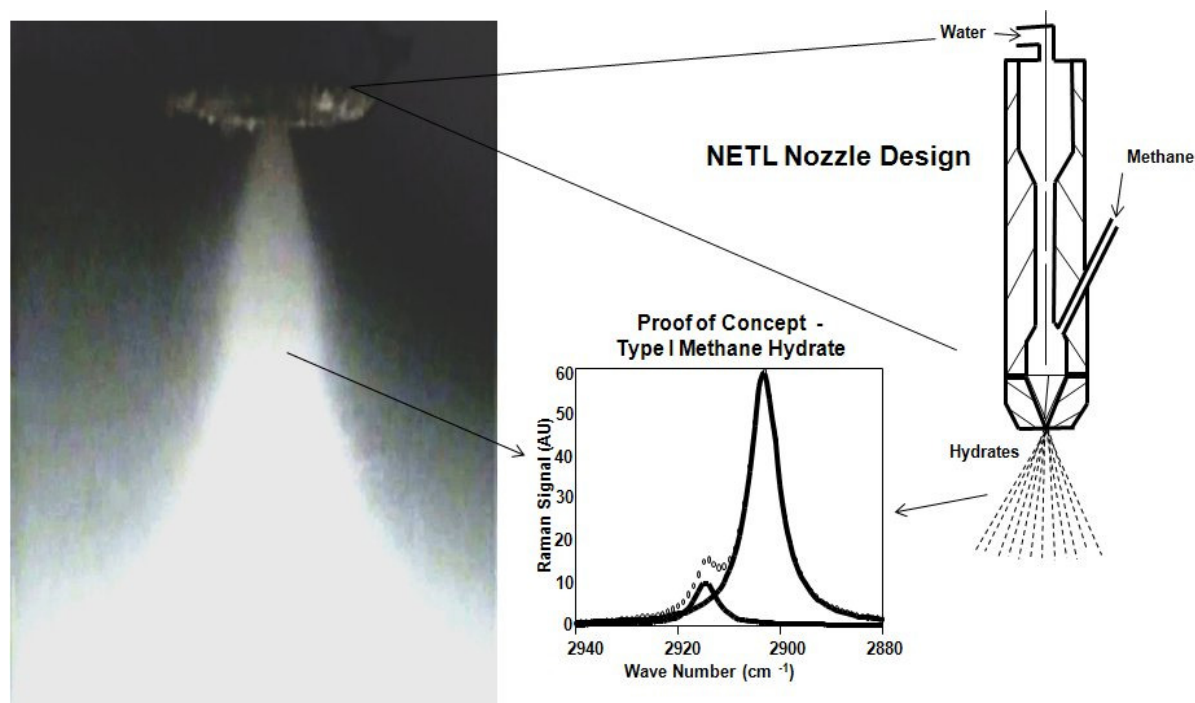 Water
NETL Nozzle Design
Methane
Proof of Concept -
Type I Methane Hydrate
60
50
40
30
20
10
0
Raman Signal (AU)
2940
2920
2900
2880
Wave Number (cm -1)
Hydrates